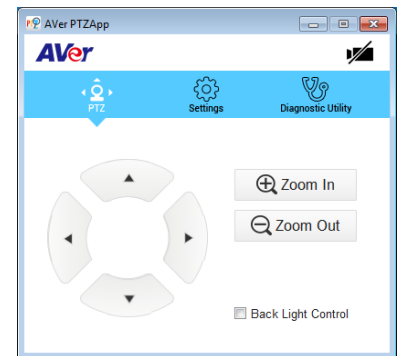 AVer PTZApp
AVer
PTZ
Settings
Diagnostic Utility
Zoom In
Zoom Out
Back Light Control